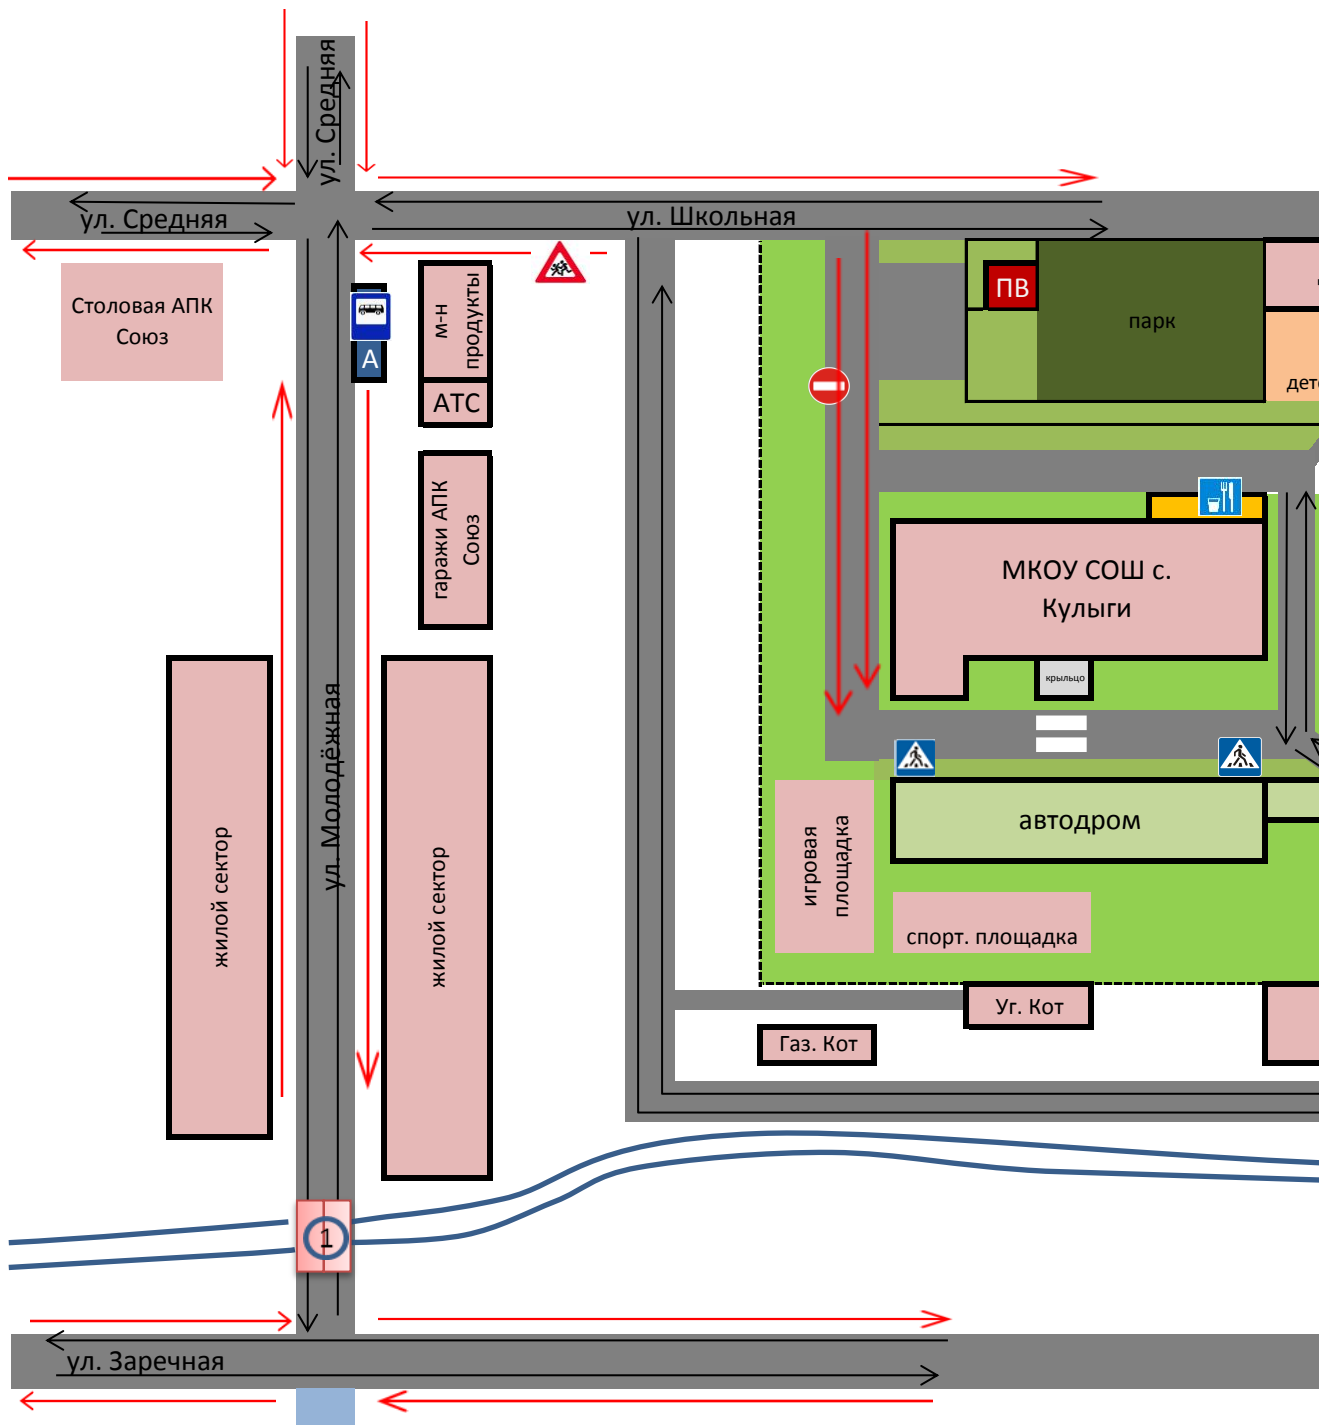 ул. Средняя
ул. Средняя
ул. Школьная
Столовая АПК
Союз
А
м-н
продукты
АТС
гаражи АПК
Союз
ПВ
парк
МКОУ СОШ с.
Кулыги
крыльцо
ул. Молодёжная
жилой сектор
жилой сектор
игровая
площадка
автодром
спорт. площадка
Уг. Кот
Газ. Кот
1
ул. Заречная